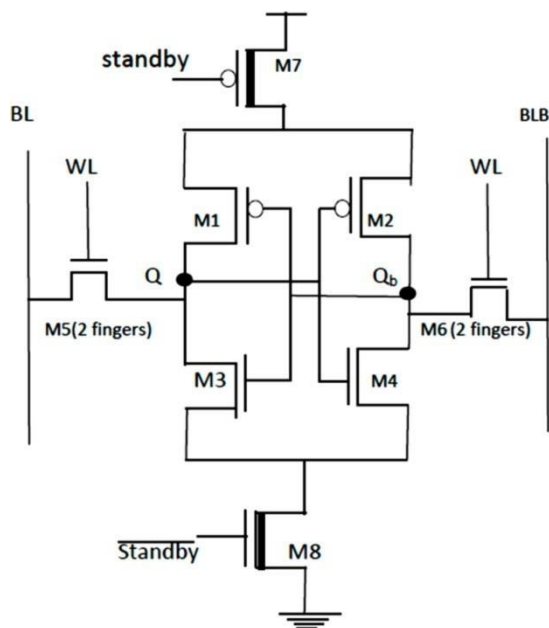 standby
M7
BL
BLB
WL
WL
M1
M2
Q
Qb
M5(2 fingers)
M6(2 fingers)
M3
M4
Standby
M8